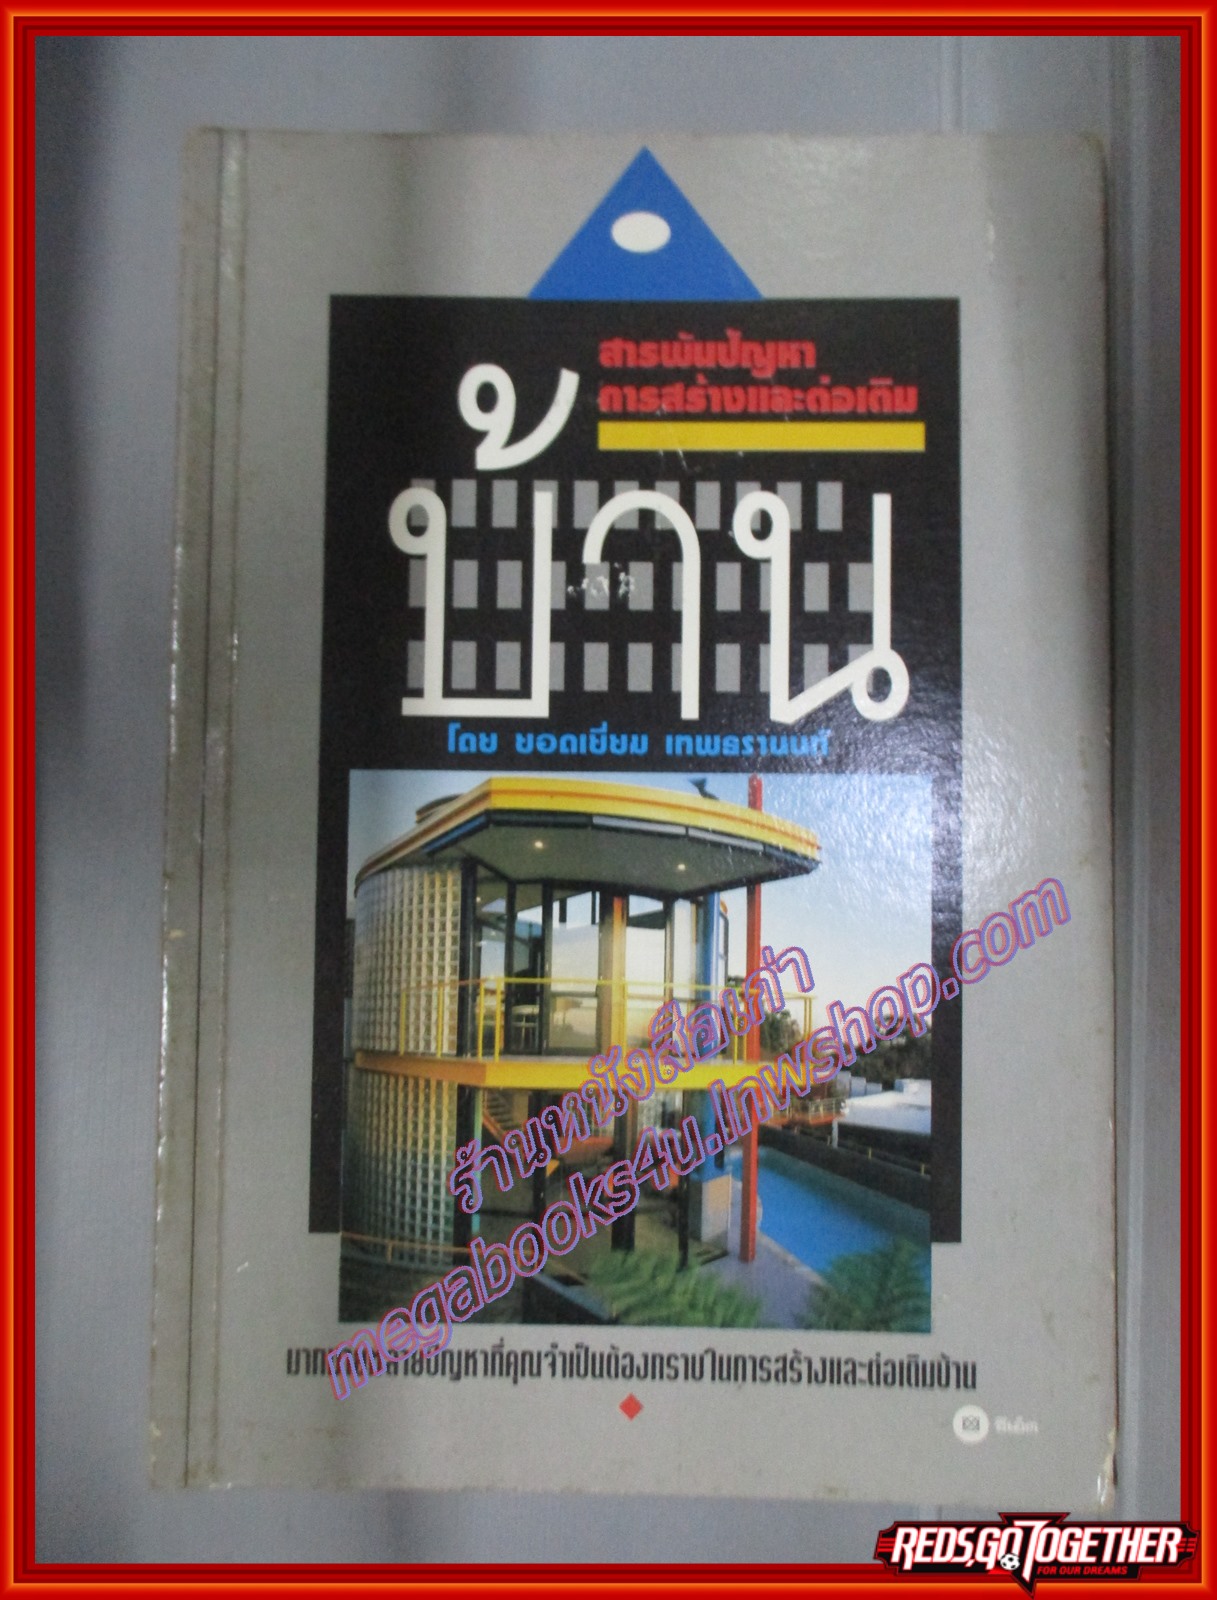 สารพันปัญหา
การสร้างและต่อเติม
บ้าน
โดย ยอดเยี่ยม เทพธรานนท์
ร้านหนังสือเก่า
megabooks4u.lnwshop.com
ปัญหาที่คุณจำเป็นต้องทราบในการสร้างและต่อเติมบ้าน
ซีเอ็ด
REDS,GO TOGETHER
FOR OUR DREAMS